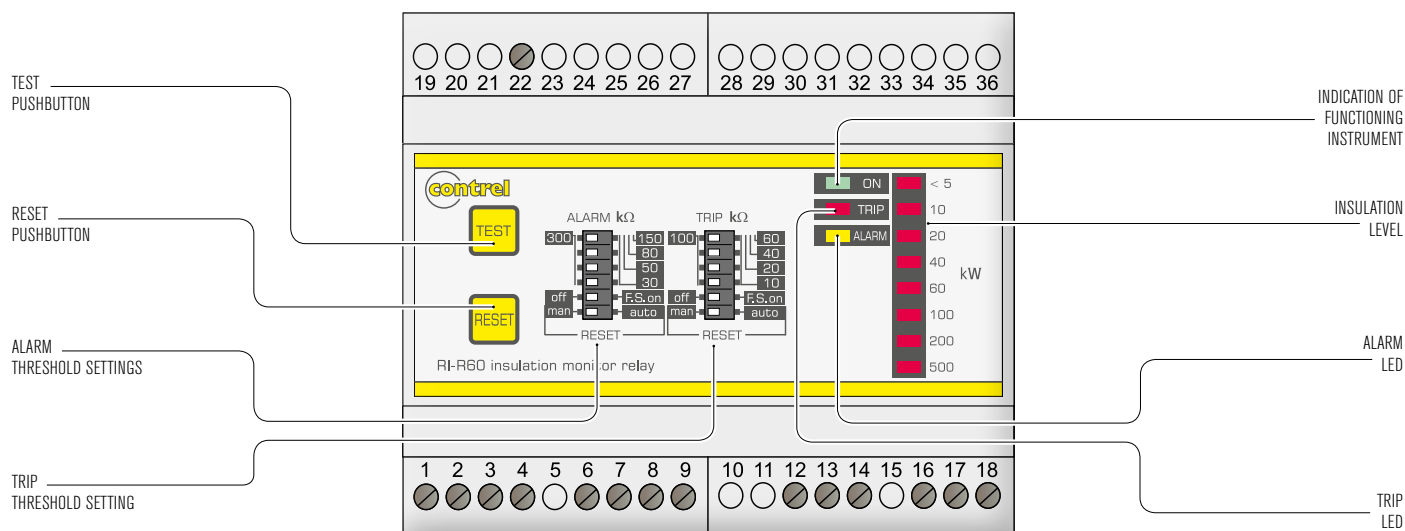 19 20 21 22 23 24 25 26 27 28 29 30 31 32 33 34 35 36
TEST
PUSHBUTTON
RESET
PUSHBUTTON
ALARM
THRESHOLD SETTINGS
TRIP
THRESHOLD SETTING
contrel
TEST
RESET
ALARM kΩ
300 150
80
50
30
off F.S. on
man auto
RESET
TRIP kΩ
100 60
40
20
10
off F.S. on
man auto
RESET
RI-R60 insulation monitor relay
ON
TRIP
ALARM
< 5
10
20
40
60
kW
100
200
500
INDICATION OF
FUNCTIONING
INSTRUMENT
INSULATION
LEVEL
ALARM
LED
TRIP
LED
1 2 3 4 5 6 7 8 9 10 11 12 13 14 15 16 17 18